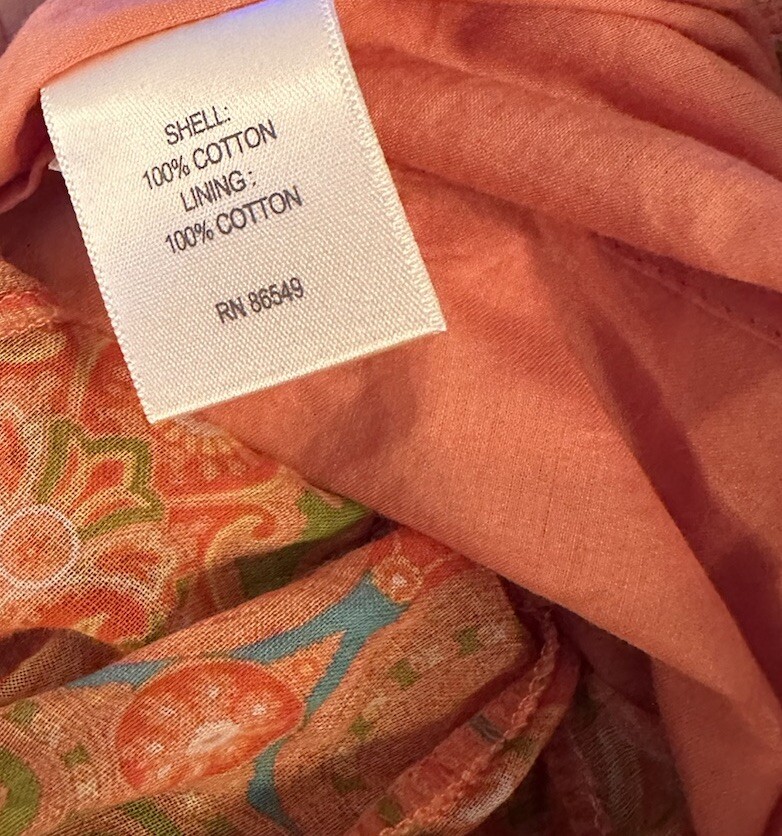 SHELL:
100% COTTON
LINING:
100% COTTON
RN 86549